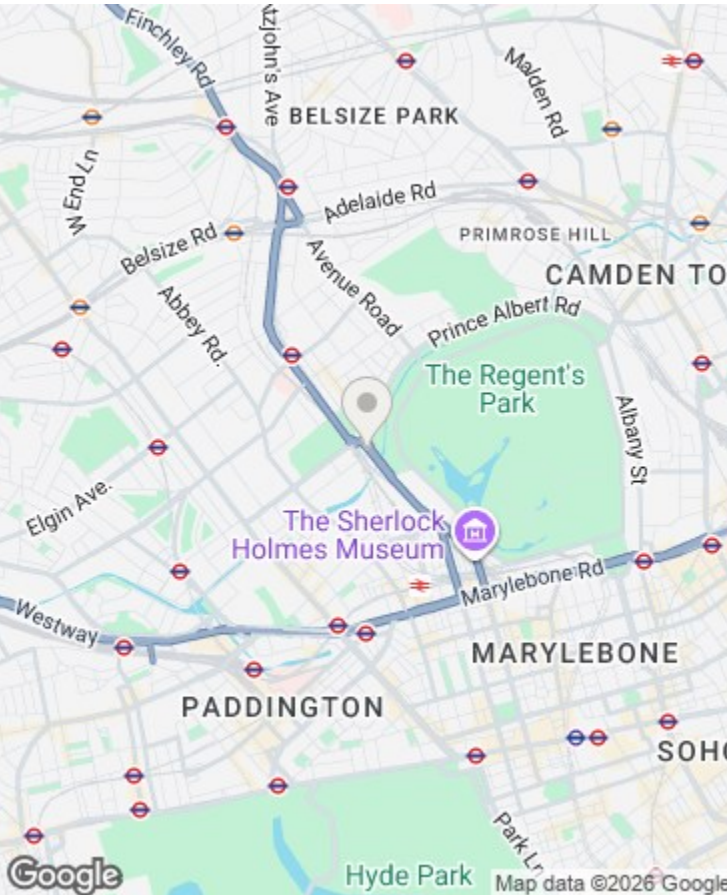 Finchley Rd
tzjohn's Ave
BELSIZE PARK
Malden Rd
W End Ln
Adelaide Rd
Belsize Rd
PRIMROSE HILL
Avenue Road
CAMDEN TO
Abbey Rd.
Prince Albert Rd
The Regent's
Park
Albany St
Elgin Ave.
The Sherlock
Holmes Museum
Marylebone Rd
Westway
MARYLEBONE
PADDINGTON
SOHO
Park Ln
Hyde Park
Google
Map data ©2026 Google